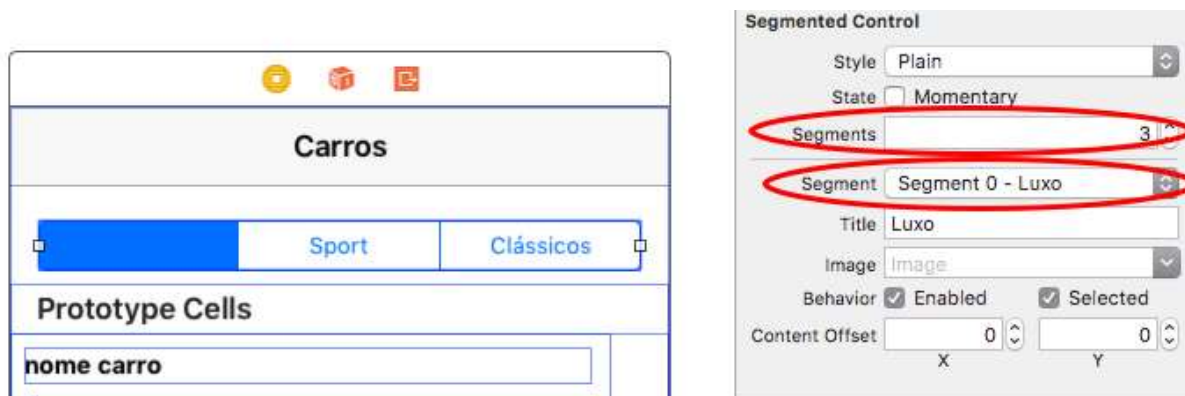 Carros
Sport
Clássicos
Prototype Cells
nome carro
Segmented Control
Style Plain
State Momentary
Segments 3
Segment Segment 0 - Luxo
Title Luxo
Image Image
Behavior Enabled Selected
Content Offset 0 0
X Y